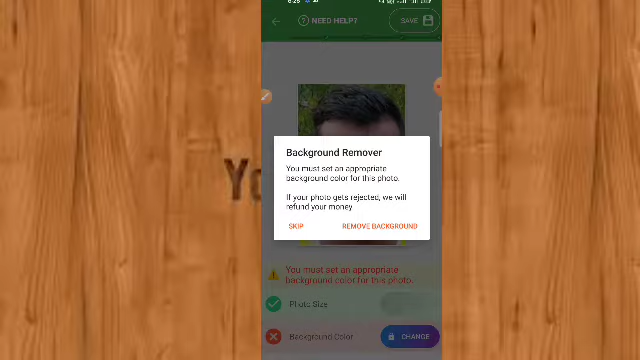 6:26
NEED HELP?
SAVE
Background Remover
You must set an appropriate
background color for this photo.
If your photo gets rejected, we will
refund your money
SKIP
REMOVE BACKGROUND
You must set an appropriate
background color for this photo.
Photo Size
Background Color
CHANGE